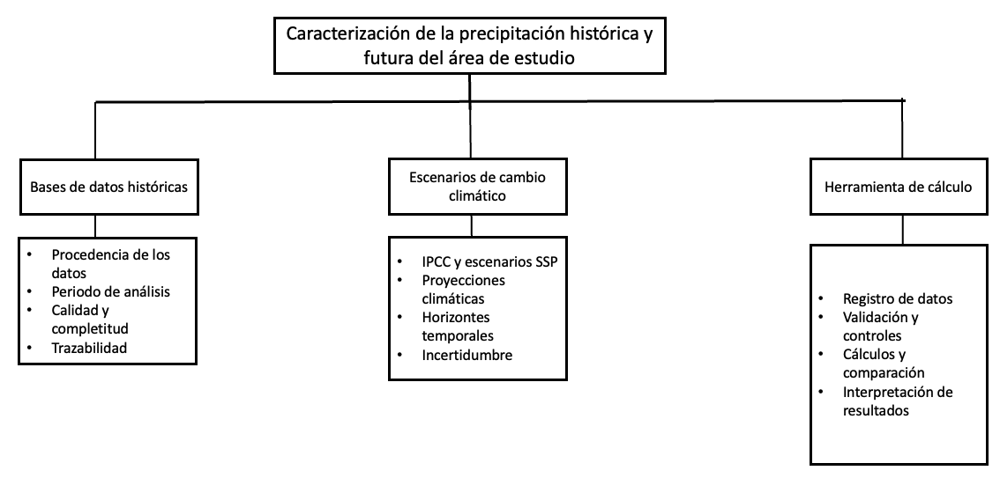 Caracterización de la precipitación histórica y
futura del área de estudio
Bases de datos históricas
• Procedencia de los
datos
• Periodo de análisis
• Calidad y
completitud
• Trazabilidad
Escenarios de cambio
climático
• IPCC y escenarios SSP
• Proyecciones
climáticas
• Horizontes
temporales
• Incertidumbre
Herramienta de cálculo
• Registro de datos
• Validación y
controles
• Cálculos y
comparación
• Interpretación de
resultados